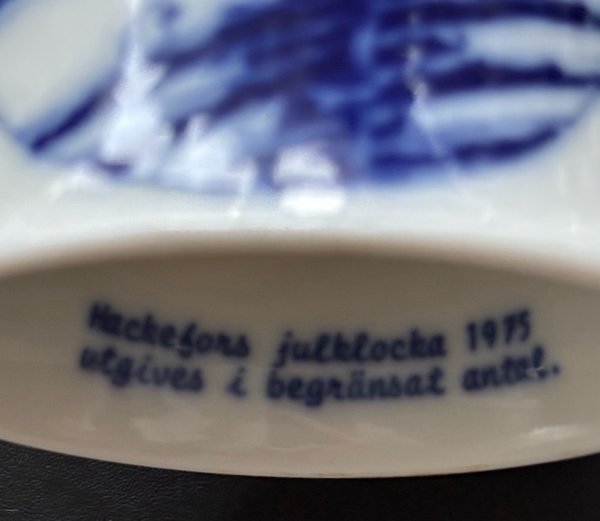 Hackefors julklocka 1975
utgives i begränsat antal.